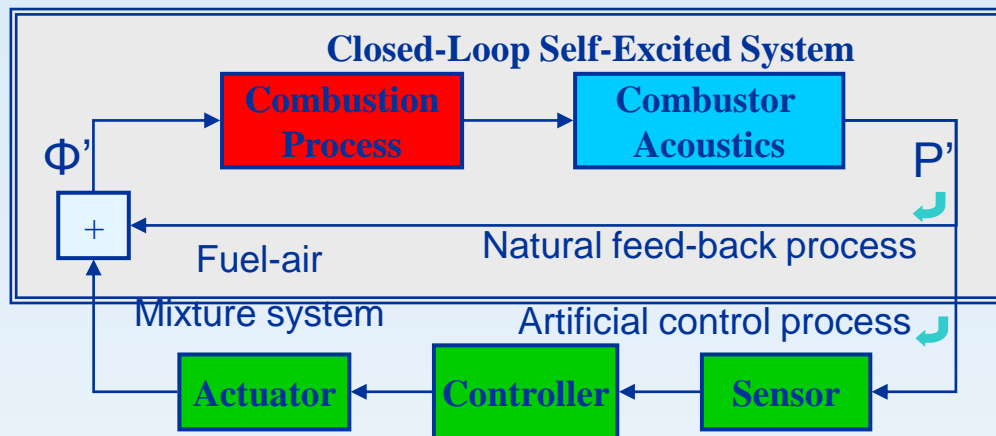 Closed-Loop Self-Excited System
Combustion
Process
Combustor
Acoustics
Φ’
P’
+
Natural feed-back process
Fuel-air
Mixture system
Artificial control process
Actuator
Controller
Sensor